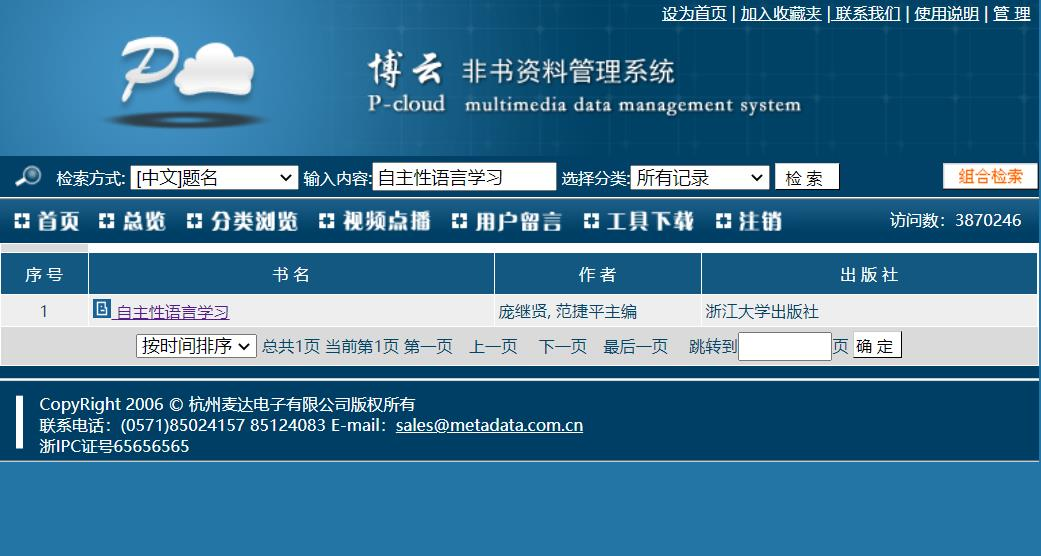 设为首页 | 加入收藏夹 | 联系我们 | 使用说明 | 管 理
P
博云 非书资料管理系统
P-cloud multimedia data management system
检索方式: [中文]题名 输入内容: 自主性语言学习 选择分类: 所有记录 检 索 组合检索
首页 总览 分类浏览 视频点播 用户留言 工具下载 注销 访问数：3870246
序 号 书 名 作 者 出 版 社
1 自主性语言学习 庞继贤, 范捷平主编 浙江大学出版社
按时间排序 总共1页 当前第1页 第一页 上一页 下一页 最后一页 跳转到 页 确 定
CopyRight 2006 © 杭州麦达电子有限公司版权所有
联系电话：(0571)85024157 85124083 E-mail：sales@metadata.com.cn
浙IPC证号65656565